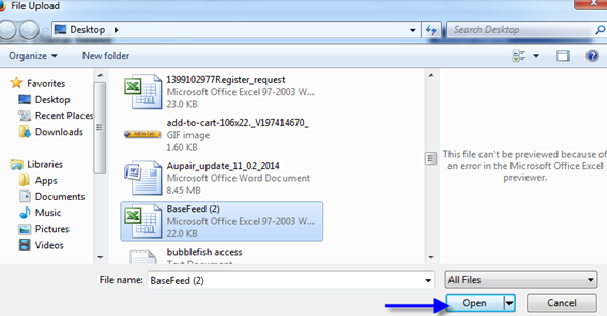 File Upload
Desktop
Search Desktop
Organize
New folder
Favorites
Desktop
Recent Places
Downloads
Libraries
Apps
Documents
Music
Pictures
Videos
1399102977Register_request
Microsoft Office Excel 97-2003 W...
23.0 KB
add-to-cart-106x22._V197414670_
GIF image
1.60 KB
Aupair_update_11_02_2014
Microsoft Office Word Document
8.45 MB
BaseFeed (2)
Microsoft Office Excel 97-2003 W...
22.0 KB
bubblefish access
Text Document
This file can't be previewed because of
an error in the Microsoft Office Excel
previewer.
File name:
BaseFeed (2)
All Files
Open
Cancel